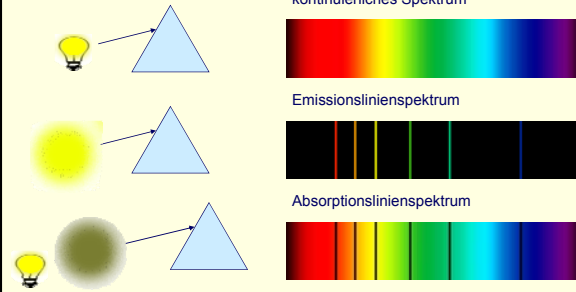 kontinuierliches Spektrum
Emissionslinienspektrum
Absorptionslinienspektrum